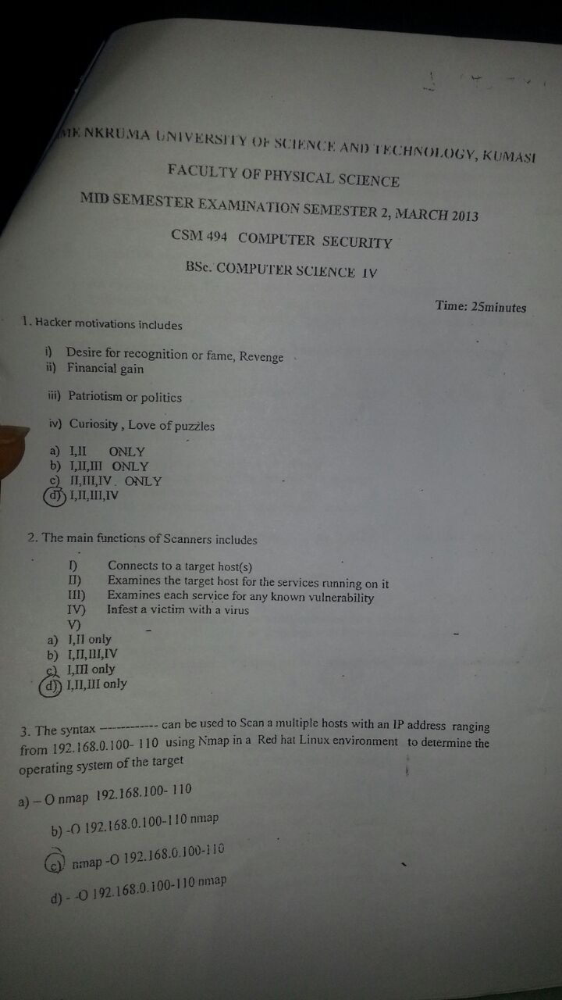 ME NKRUMA UNIVERSITY OF SCIENCE AND TECHNOLOGY, KUMASI
FACULTY OF PHYSICAL SCIENCE
MID SEMESTER EXAMINATION SEMESTER 2, MARCH 2013
CSM 494 COMPUTER SECURITY
BSc. COMPUTER SCIENCE IV
Time: 25minutes
1. Hacker motivations includes
i) Desire for recognition or fame, Revenge
ii) Financial gain
iii) Patriotism or politics
iv) Curiosity , Love of puzzles
a) I,II ONLY
b) I,II,III ONLY
c) II,III,IV. ONLY
d) I,II,III,IV
2. The main functions of Scanners includes
I) Connects to a target host(s)
II) Examines the target host for the services running on it
III) Examines each service for any known vulnerability
IV) Infest a victim with a virus
V)
a) I,II only
b) I,II,III,IV
c) I,III only
d) I,II,III only
3. The syntax ------------ can be used to Scan a multiple hosts with an IP address ranging
from 192.168.0.100- 110 using Nmap in a Red hat Linux environment to determine the
operating system of the target
a) – O nmap 192.168.100- 110
b) -O 192.168.0.100-110 nmap
c) nmap -O 192.168.0.100-110
d) - -O 192.168.0.100-110 nmap